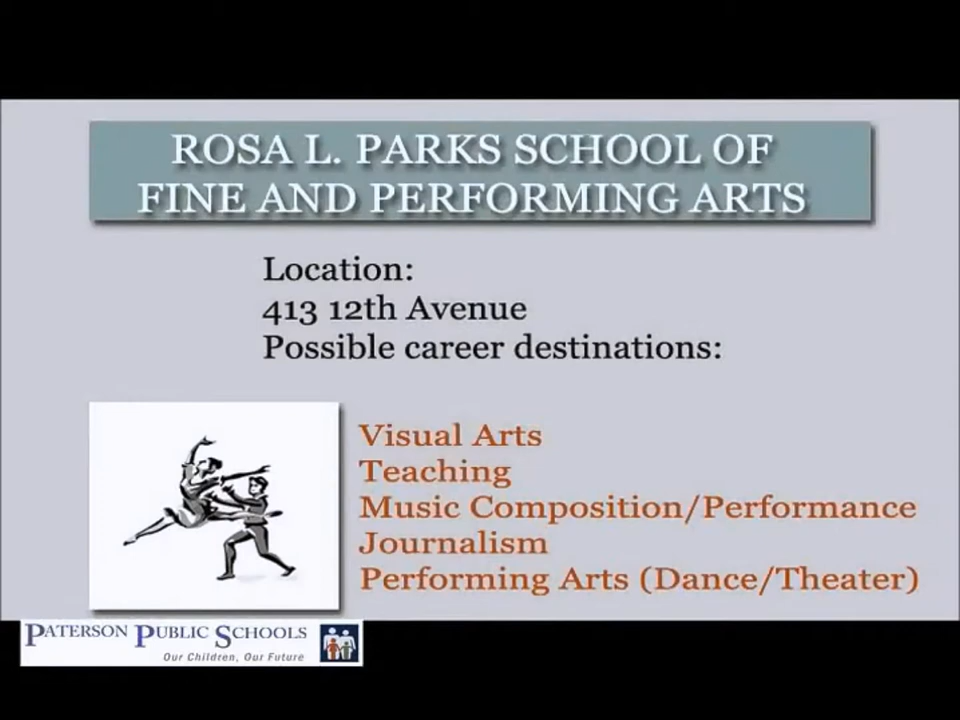 ROSA L. PARKS SCHOOL OF
FINE AND PERFORMING ARTS
Location:
413 12th Avenue
Possible career destinations:
Visual Arts
Teaching
Music Composition/Performance
Journalism
Performing Arts (Dance/Theater)
PATERSON PUBLIC SCHOOLS
Our Children, Our Future